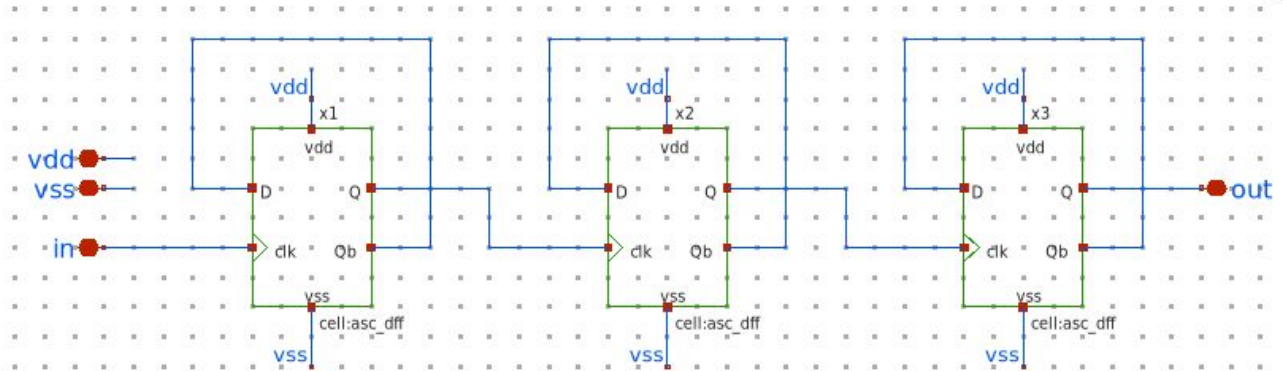 vdd
vss
in
vdd
x1
vdd
D
Q
clk
Qb
vss
cell:asc_dff
vss
vdd
x2
vdd
D
Q
clk
Qb
vss
cell:asc_dff
vss
vdd
x3
vdd
D
Q
clk
Qb
vss
cell:asc_dff
vss
out